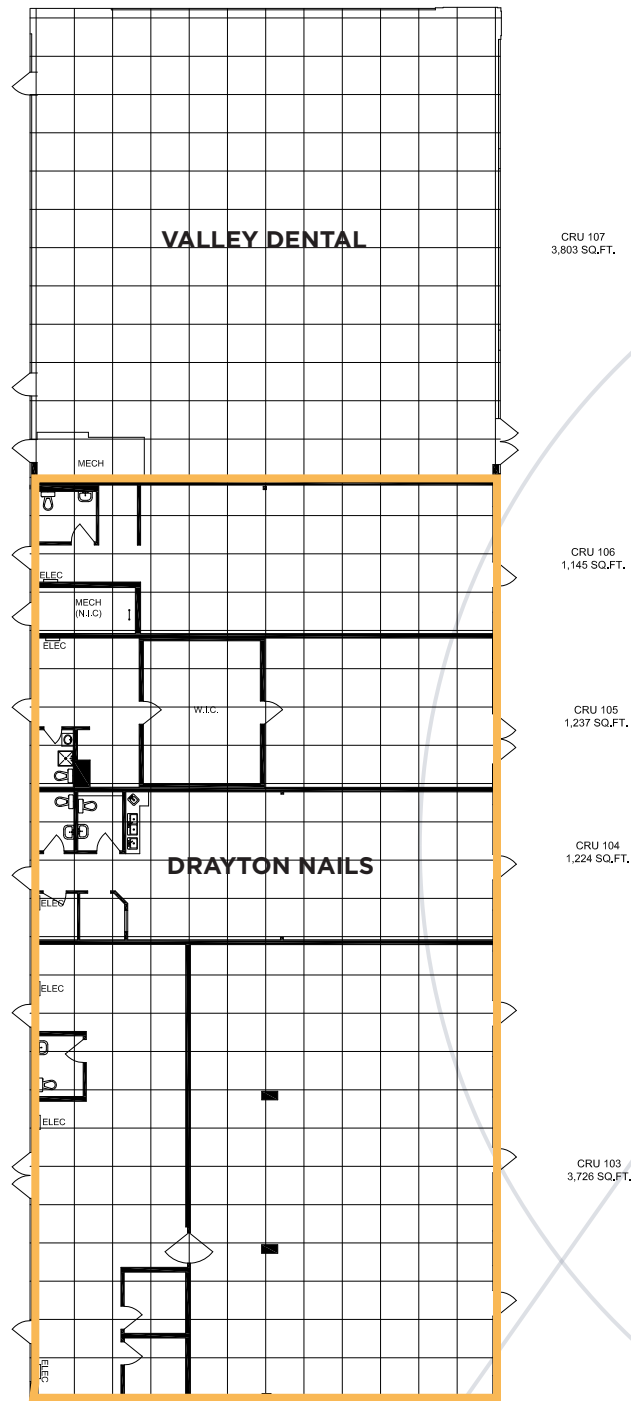 VALLEY DENTAL
CRU 107
3,803 SQ.FT.
MECH
ELEC
MECH
(N.I.C)
CRU 106
1,145 SQ.FT.
ELEC
W.I.C.
CRU 105
1,237 SQ.FT.
DRAYTON NAILS
CRU 104
1,224 SQ.FT.
ELEC
ELEC
ELEC
CRU 103
3,726 SQ.FT.
ELEC